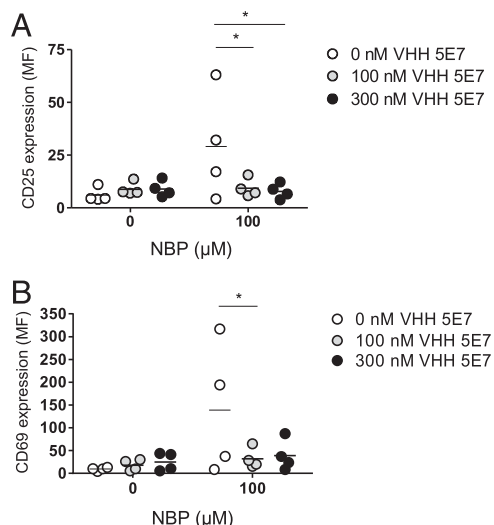 A
*
*
75
50
25
0
CD25 expression (MF)
0
100
NBP (µM)
0 nM VHH 5E7
100 nM VHH 5E7
300 nM VHH 5E7
B
*
350
300
250
200
150
100
50
0
CD69 expression (MF)
0
100
NBP (µM)
0 nM VHH 5E7
100 nM VHH 5E7
300 nM VHH 5E7